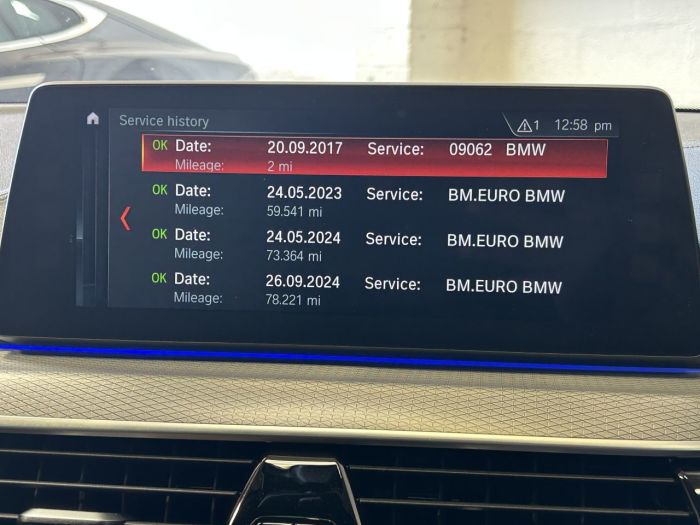 Service history 1 12:58 pm
OK Date: 20.09.2017 Service: 09062 BMW
Mileage: 2 mi
OK Date: 24.05.2023 Service: BM.EURO BMW
Mileage: 59.541 mi
OK Date: 24.05.2024 Service: BM.EURO BMW
Mileage: 73.364 mi
OK Date: 26.09.2024 Service: BM.EURO BMW
Mileage: 78.221 mi